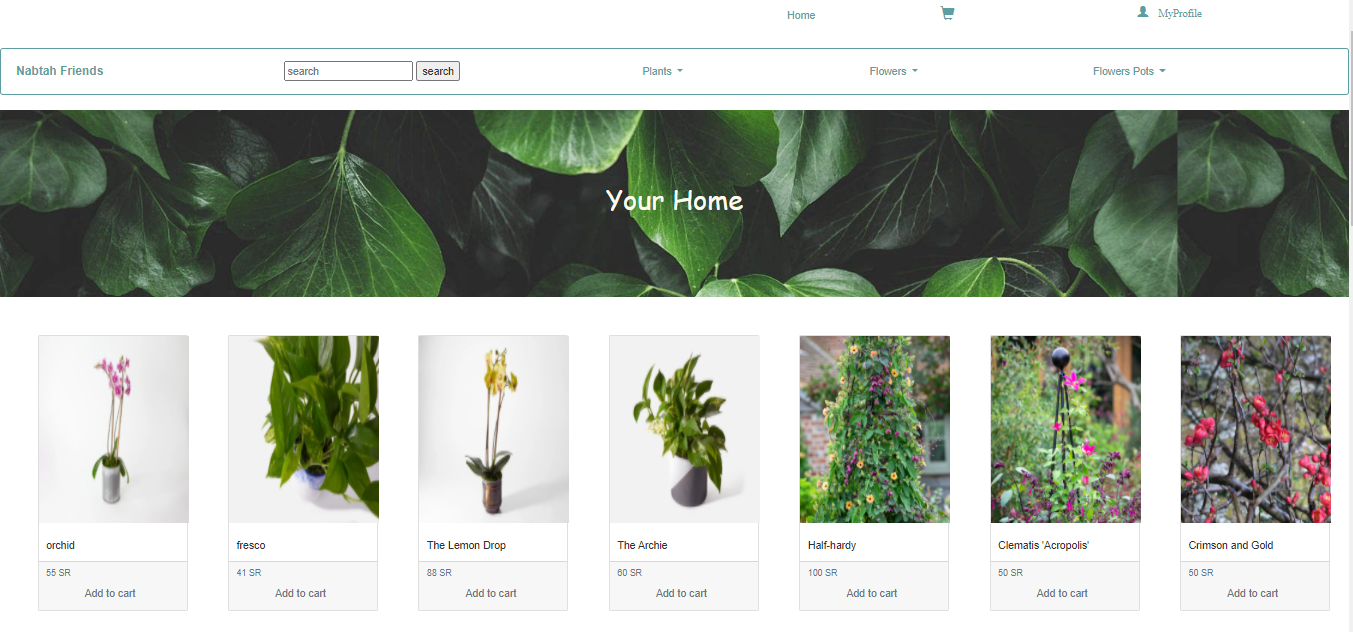 Home MyProfile
Nabtah Friends search search Plants Flowers Flowers Pots
Your Home
orchid fresco The Lemon Drop The Archie Half-hardy Clematis 'Acropolis' Crimson and Gold
55 SR 41 SR 88 SR 60 SR 100 SR 50 SR 50 SR
Add to cart Add to cart Add to cart Add to cart Add to cart Add to cart Add to cart